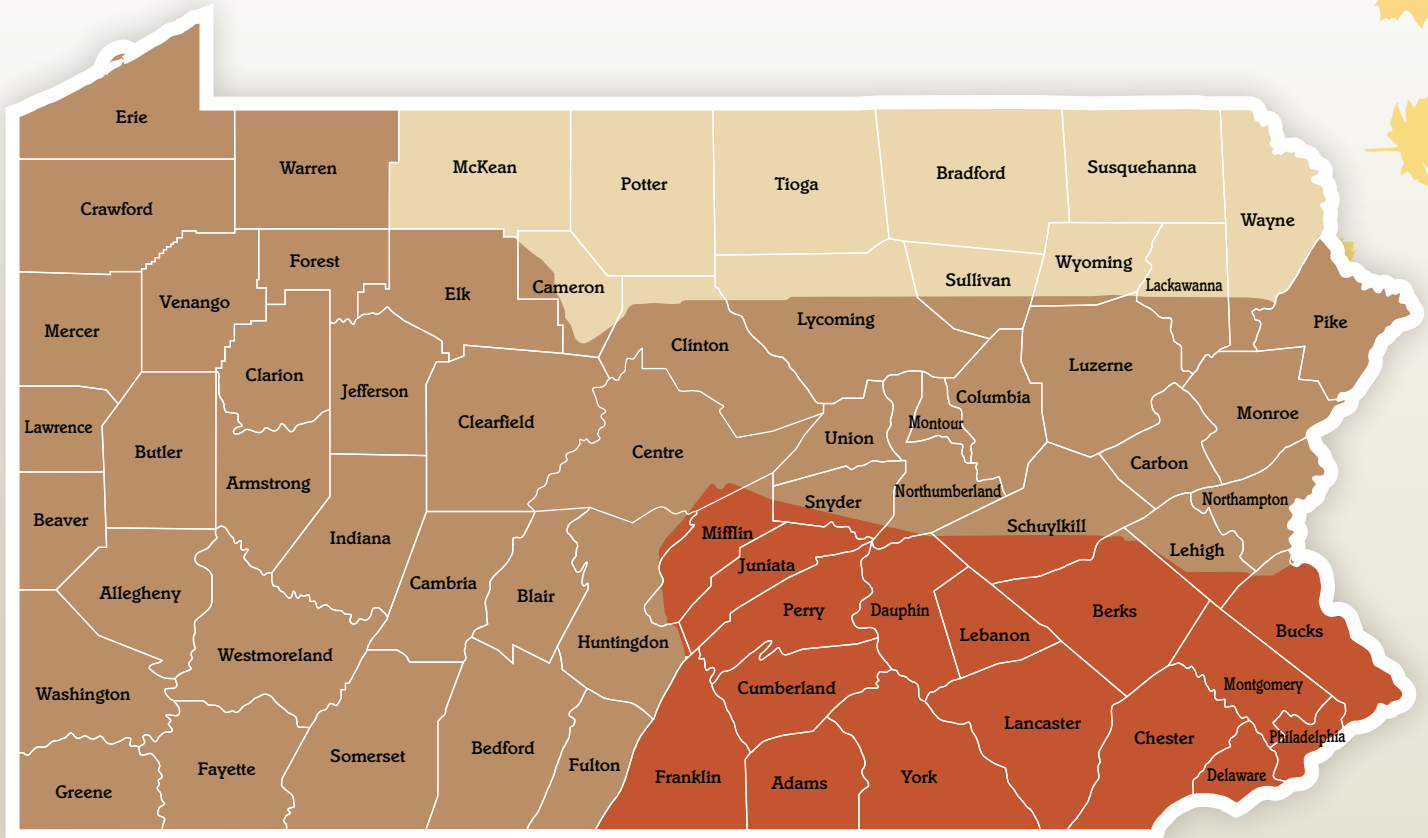 Erie
Warren
McKean
Potter
Tioga
Bradford
Susquehanna
Wayne
Crawford
Forest
Venango
Elk
Cameron
Sullivan
Wyoming
Lackawanna
Mercer
Clarion
Jefferson
Clinton
Lycoming
Pike
Luzerne
Columbia
Montour
Monroe
Lawrence
Butler
Clearfield
Centre
Union
Carbon
Armstrong
Snyder
Northumberland
Northampton
Beaver
Indiana
Mifflin
Schuylkill
Lehigh
Allegheny
Cambria
Blair
Juniata
Perry
Dauphin
Berks
Lebanon
Bucks
Huntingdon
Westmoreland
Washington
Cumberland
Montgomery
Lancaster
Chester
Philadelphia
Greene
Fayette
Somerset
Bedford
Fulton
Franklin
Adams
York
Delaware